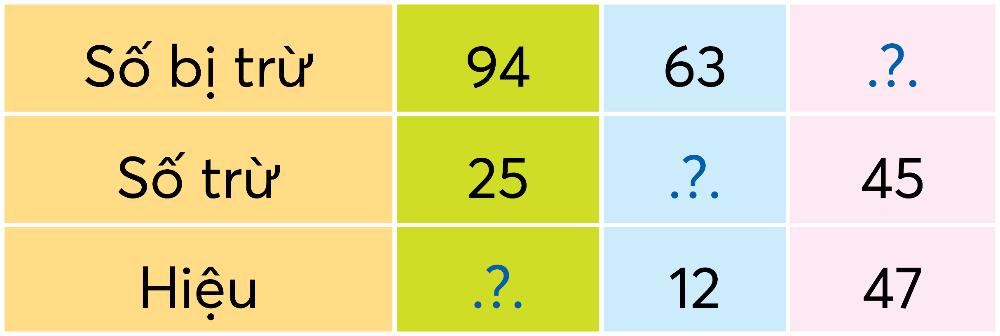 Số bị trừ 94 63 .?.
Số trừ 25 .?. 45
Hiệu .?. 12 47